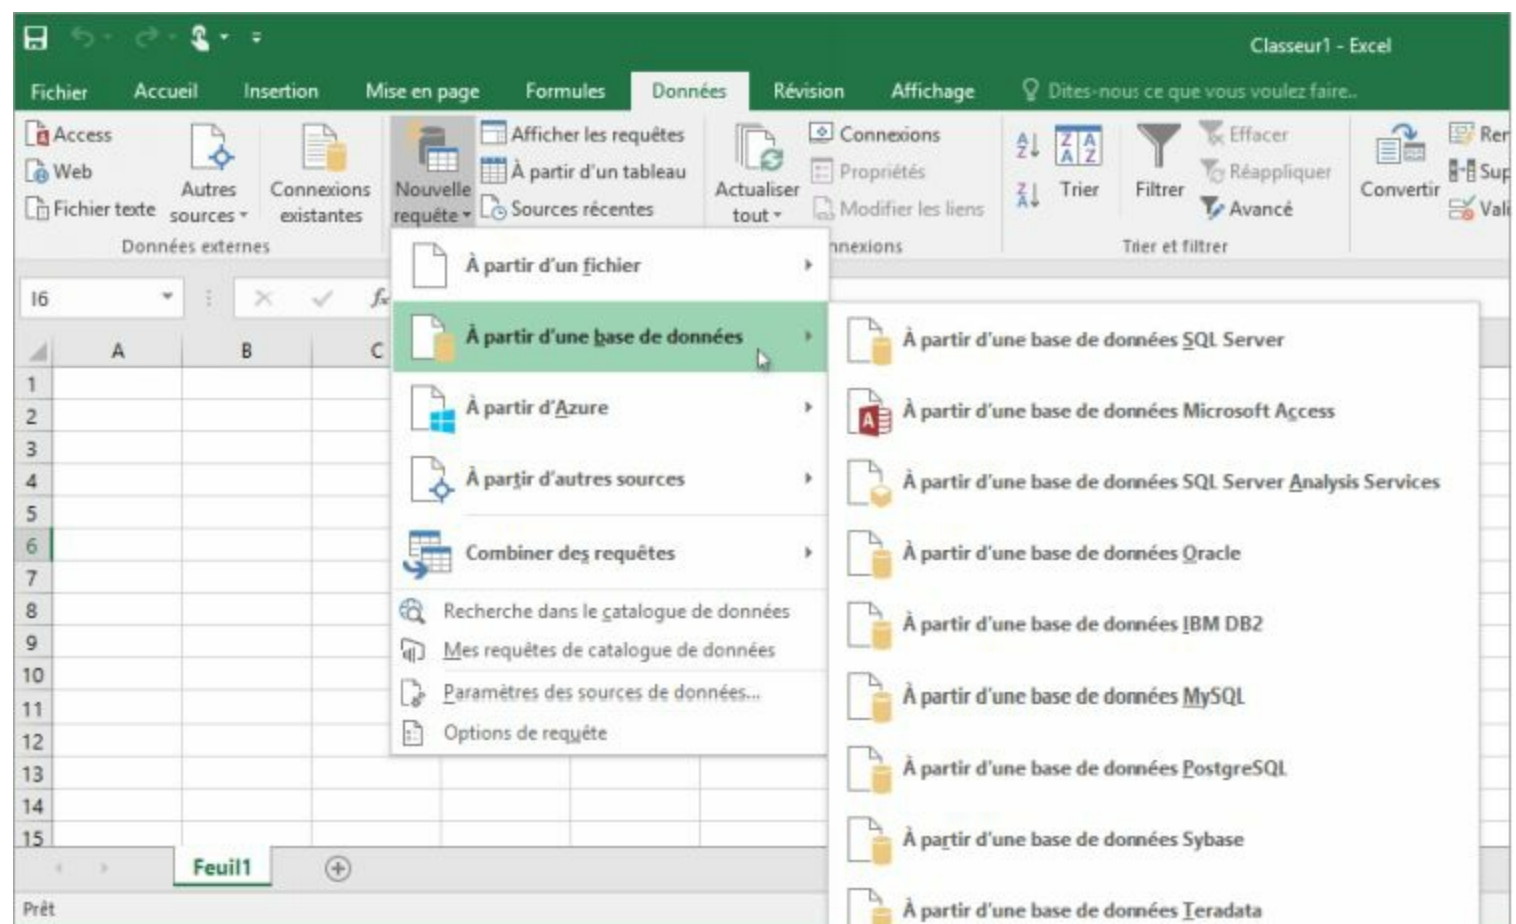 Classeur1 - Excel
Fichier Accueil Insertion Mise en page Formules Données Révision Affichage Dites-nous ce que vous voulez faire..
Access
Web
Fichier texte
Autres
sources
Connexions
existantes
Données externes
Nouvelle
requête
Afficher les requêtes
À partir d'un tableau
Sources récentes
Actualiser
tout
Connexions
Propriétés
Modifier les liens
nnexions
Trier
Filtrer
Effacer
Réappliquer
Avancé
Trier et filtrer
Convertir
Rer
Sup
Vali
I6
fx
A B C
1
2
3
4
5
6
7
8
9
10
11
12
13
14
15
À partir d'un fichier
À partir d'une base de données
À partir d'Azure
À partir d'autres sources
Combiner des requêtes
Recherche dans le catalogue de données
Mes requêtes de catalogue de données
Paramètres des sources de données...
Options de requête
À partir d'une base de données SQL Server
À partir d'une base de données Microsoft Access
À partir d'une base de données SQL Server Analysis Services
À partir d'une base de données Oracle
À partir d'une base de données IBM DB2
À partir d'une base de données MySQL
À partir d'une base de données PostgreSQL
À partir d'une base de données Sybase
À partir d'une base de données Teradata
Feuil1
Prêt